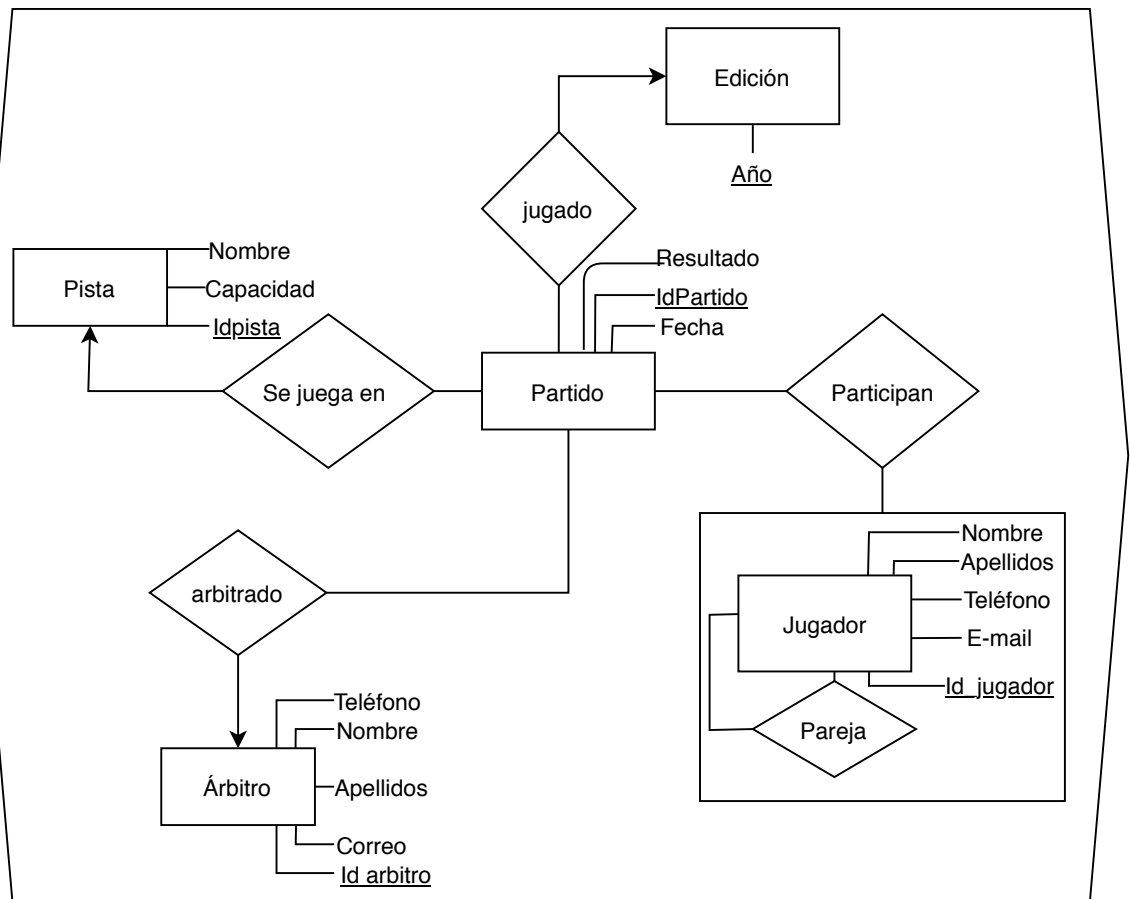 Edición
Año
jugado
Nombre
Capacidad
Idpista
Pista
Resultado
IdPartido
Fecha
Se juega en
Partido
Participan
arbitrado
Nombre
Apellidos
Teléfono
E-mail
Id_jugador
Jugador
Pareja
Teléfono
Nombre
Apellidos
Correo
Id arbitro
Árbitro